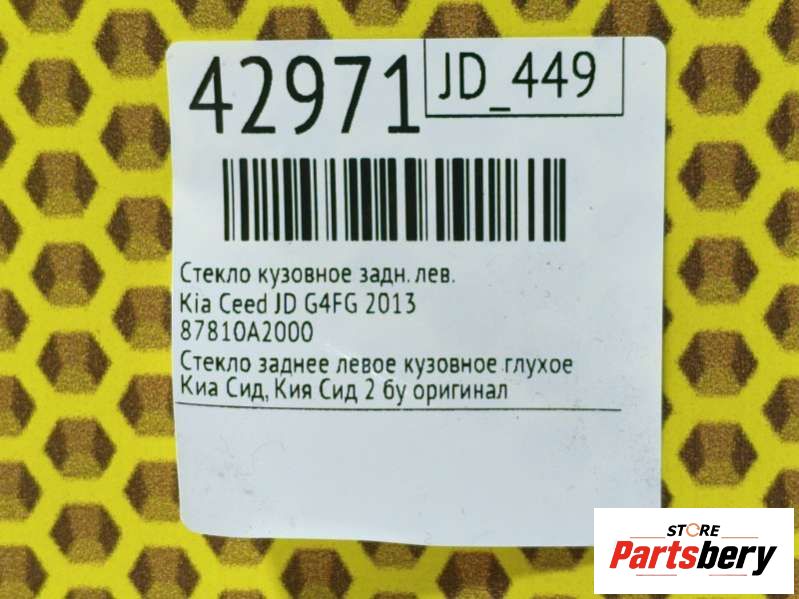 42971
JD_449
Стекло кузовное задн. лев.
Kia Ceed JD G4FG 2013
87810A2000
Стекло заднее левое кузовное глухое
Киа Сид, Кия Сид 2 бу оригинал
STORE
Partsbery